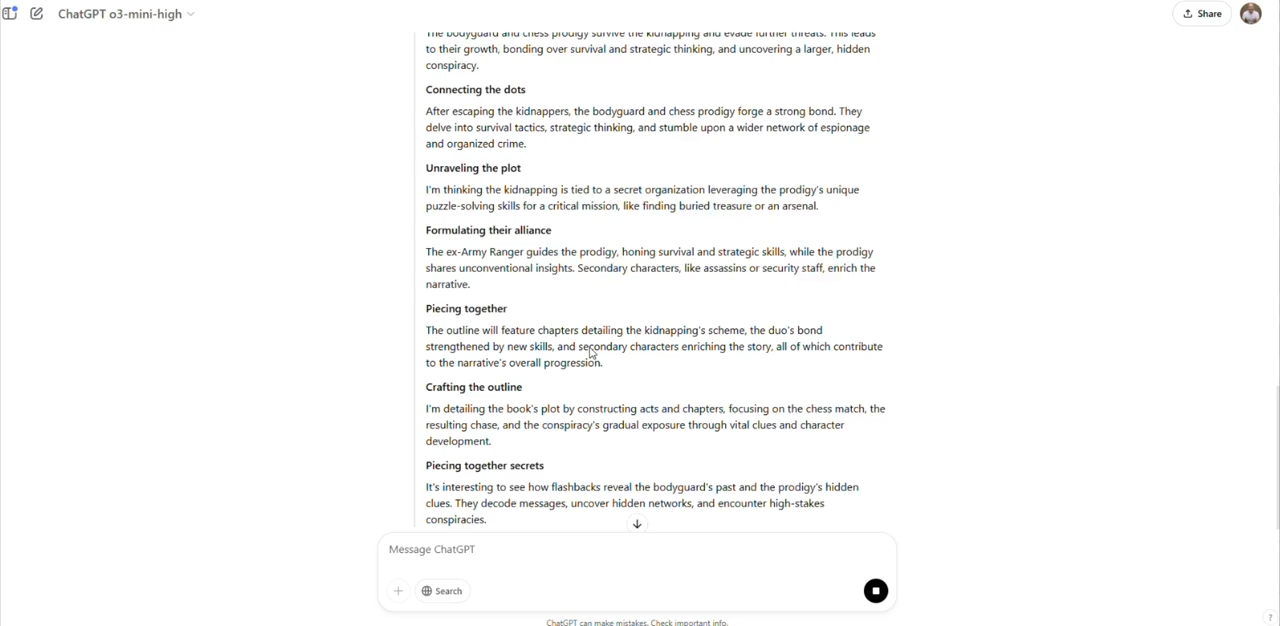 ChatGPT o3-mini-high
Share
The bodyguard and chess prodigy survive the kidnapping and evade further threats. This leads
to their growth, bonding over survival and strategic thinking, and uncovering a larger, hidden
conspiracy.
Connecting the dots
After escaping the kidnappers, the bodyguard and chess prodigy forge a strong bond. They
delve into survival tactics, strategic thinking, and stumble upon a wider network of espionage
and organized crime.
Unraveling the plot
I'm thinking the kidnapping is tied to a secret organization leveraging the prodigy's unique
puzzle-solving skills for a critical mission, like finding buried treasure or an arsenal.
Formulating their alliance
The ex-Army Ranger guides the prodigy, honing survival and strategic skills, while the prodigy
shares unconventional insights. Secondary characters, like assassins or security staff, enrich the
narrative.
Piecing together
The outline will feature chapters detailing the kidnapping's scheme, the duo's bond
strengthened by new skills, and secondary characters enriching the story, all of which contribute
to the narrative's overall progression.
Crafting the outline
I'm detailing the book's plot by constructing acts and chapters, focusing on the chess match, the
resulting chase, and the conspiracy's gradual exposure through vital clues and character
development.
Piecing together secrets
It's interesting to see how flashbacks reveal the bodyguard's past and the prodigy's hidden
clues. They decode messages, uncover hidden networks, and encounter high-stakes
conspiracies.
Message ChatGPT
Search
ChatGPT can make mistakes. Check important info.
?